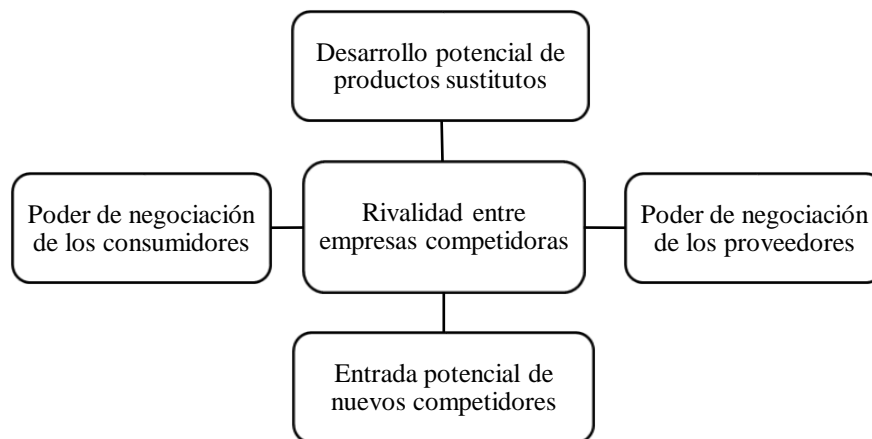 Desarrollo potencial de
productos sustitutos
Poder de negociación
de los consumidores
Rivalidad entre
empresas competidoras
Poder de negociación
de los proveedores
Entrada potencial de
nuevos competidores